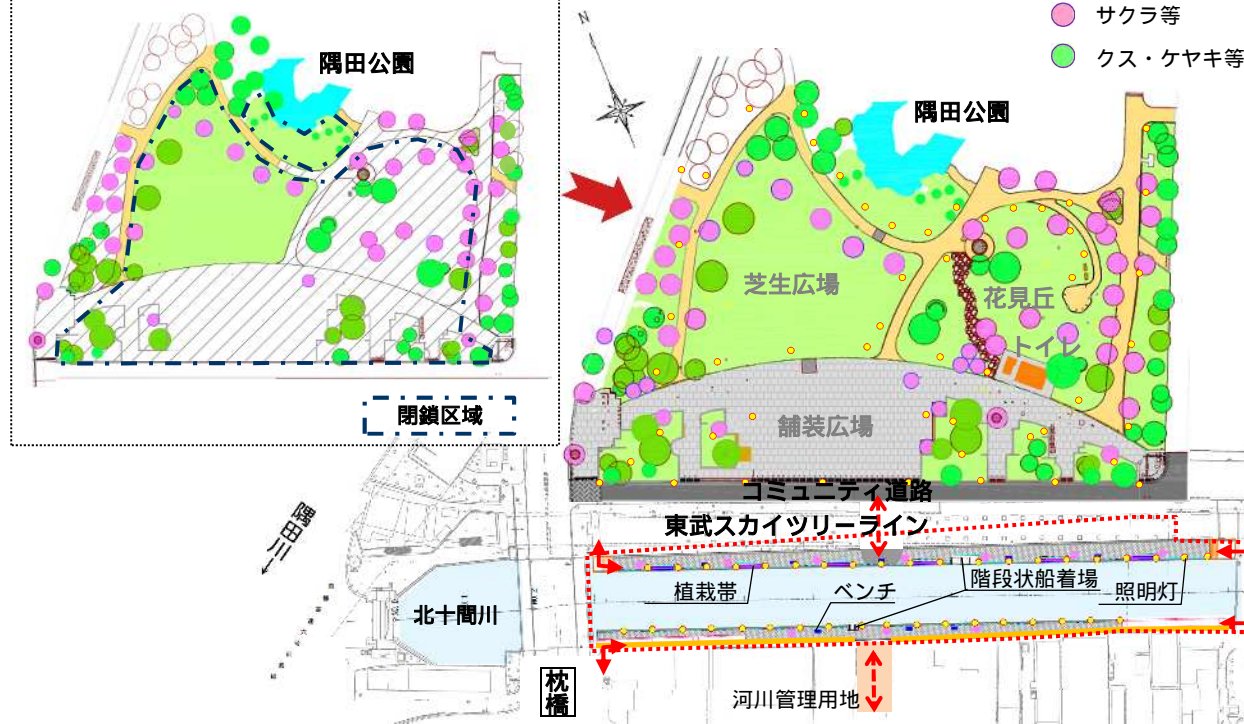 隅田公園
閉鎖区域
サクラ等
クス・ケヤキ等
N
隅田公園
芝生広場
花見丘
トイレ
舗装広場
コミュニティ道路
東武スカイツリーライン
隅田川
植栽帯
ベンチ
階段状船着場
照明灯
北十間川
枕橋
河川管理用地